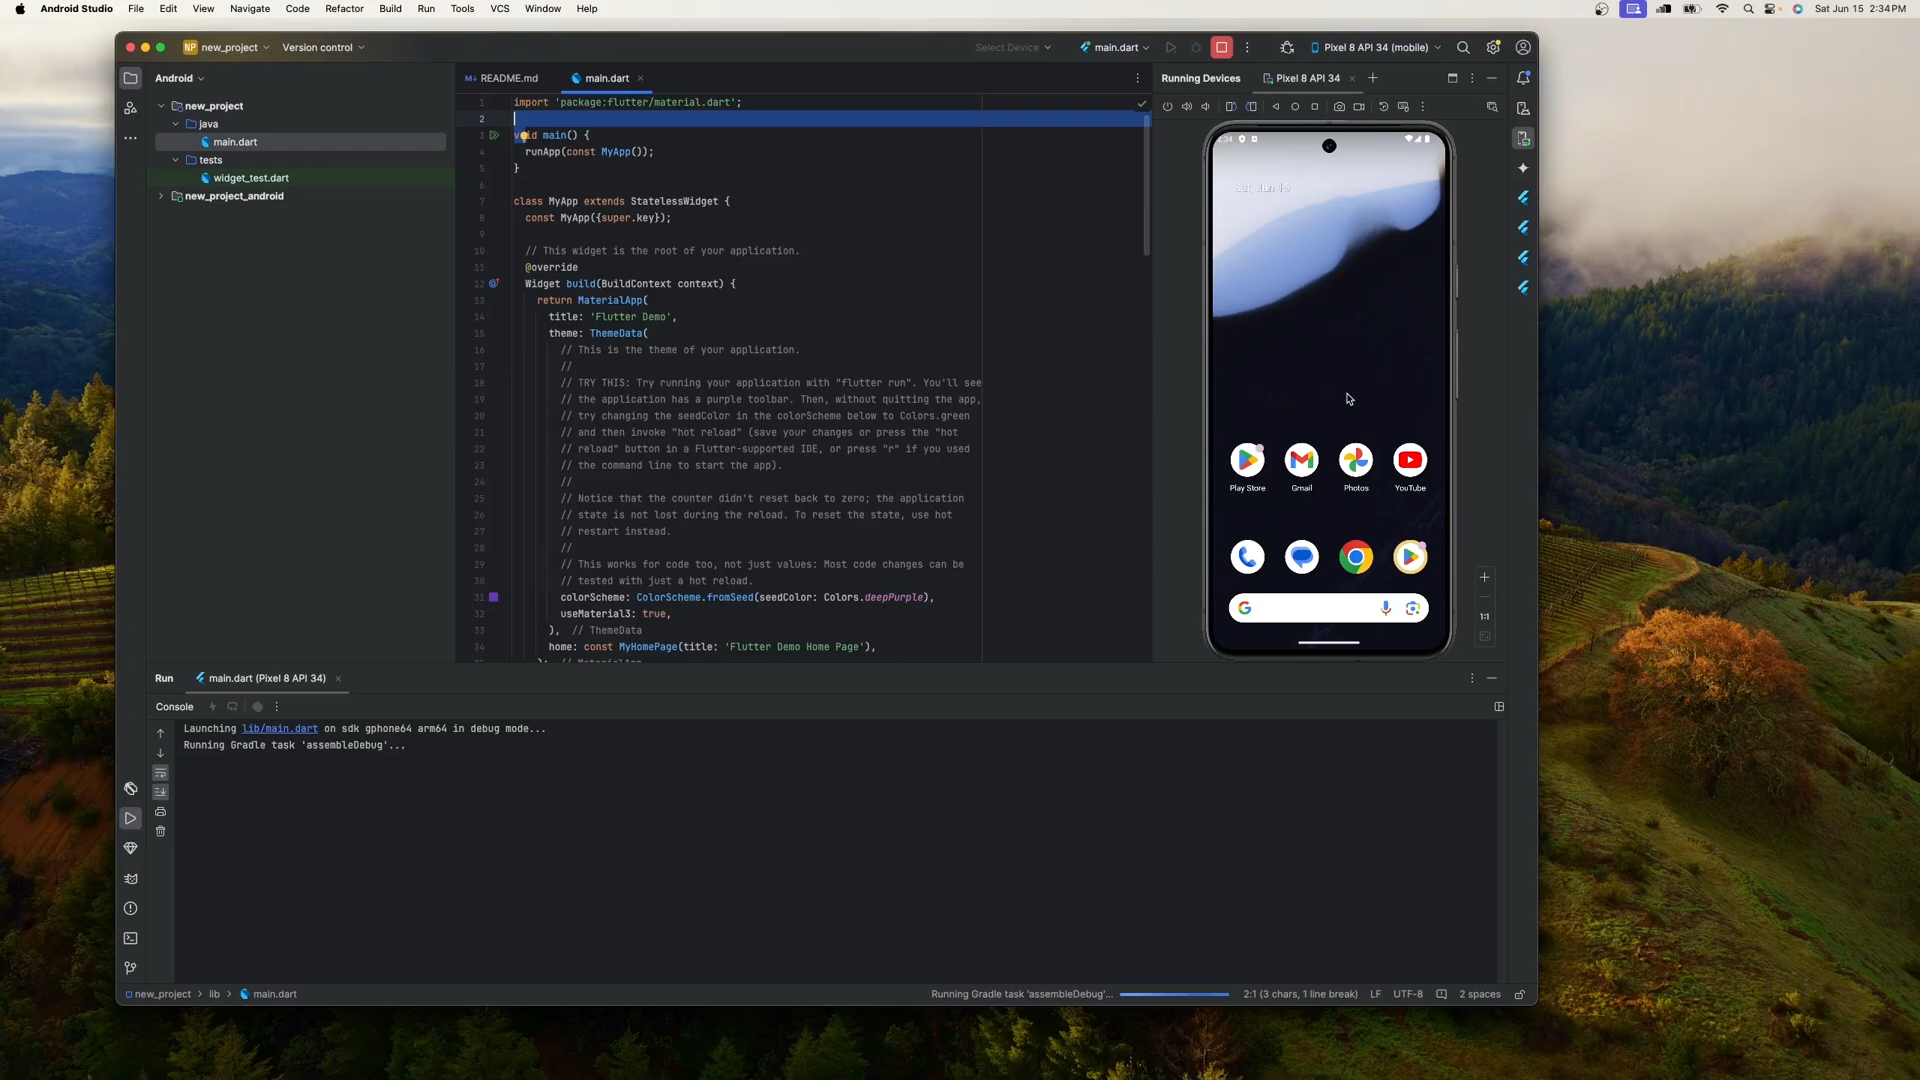 Android Studio File Edit View Navigate Code Refactor Build Run Tools VCS Window Help
Sat Jun 15 2:34 PM
NP new_project Version control
Select Device main.dart Pixel 8 API 34 (mobile)
Android
new_project
java
main.dart
tests
widget_test.dart
new_project_android
README.md main.dart
1 import 'package:flutter/material.dart';
2
3 void main() {
4 runApp(const MyApp());
5 }
6
7 class MyApp extends StatelessWidget {
8 const MyApp({super.key});
9
10 // This widget is the root of your application.
11 @override
12 Widget build(BuildContext context) {
13 return MaterialApp(
14 title: 'Flutter Demo',
15 theme: ThemeData(
16 // This is the theme of your application.
17 //
18 // TRY THIS: Try running your application with "flutter run". You'll see
19 // the application has a purple toolbar. Then, without quitting the app,
20 // try changing the seedColor in the colorScheme below to Colors.green
21 // and then invoke "hot reload" (save your changes or press the "hot
22 // reload" button in a Flutter-supported IDE, or press "r" if you used
23 // the command line to start the app).
24 //
25 // Notice that the counter didn't reset back to zero; the application
26 // state is not lost during the reload. To reset the state, use hot
27 // restart instead.
28 //
29 // This works for code too, not just values: Most code changes can be
30 // tested with just a hot reload.
31 colorScheme: ColorScheme.fromSeed(seedColor: Colors.deepPurple),
32 useMaterial3: true,
33 ), // ThemeData
34 home: const MyHomePage(title: 'Flutter Demo Home Page'),
Running Devices Pixel 8 API 34
2:34
Sat, Jun 15
Play Store Gmail Photos YouTube
1:1
Run main.dart (Pixel 8 API 34)
Console
Launching lib/main.dart on sdk gphone64 arm64 in debug mode...
Running Gradle task 'assembleDebug'...
new_project > lib > main.dart
Running Gradle task 'assembleDebug'... 2:1 (3 chars, 1 line break) LF UTF-8 2 spaces